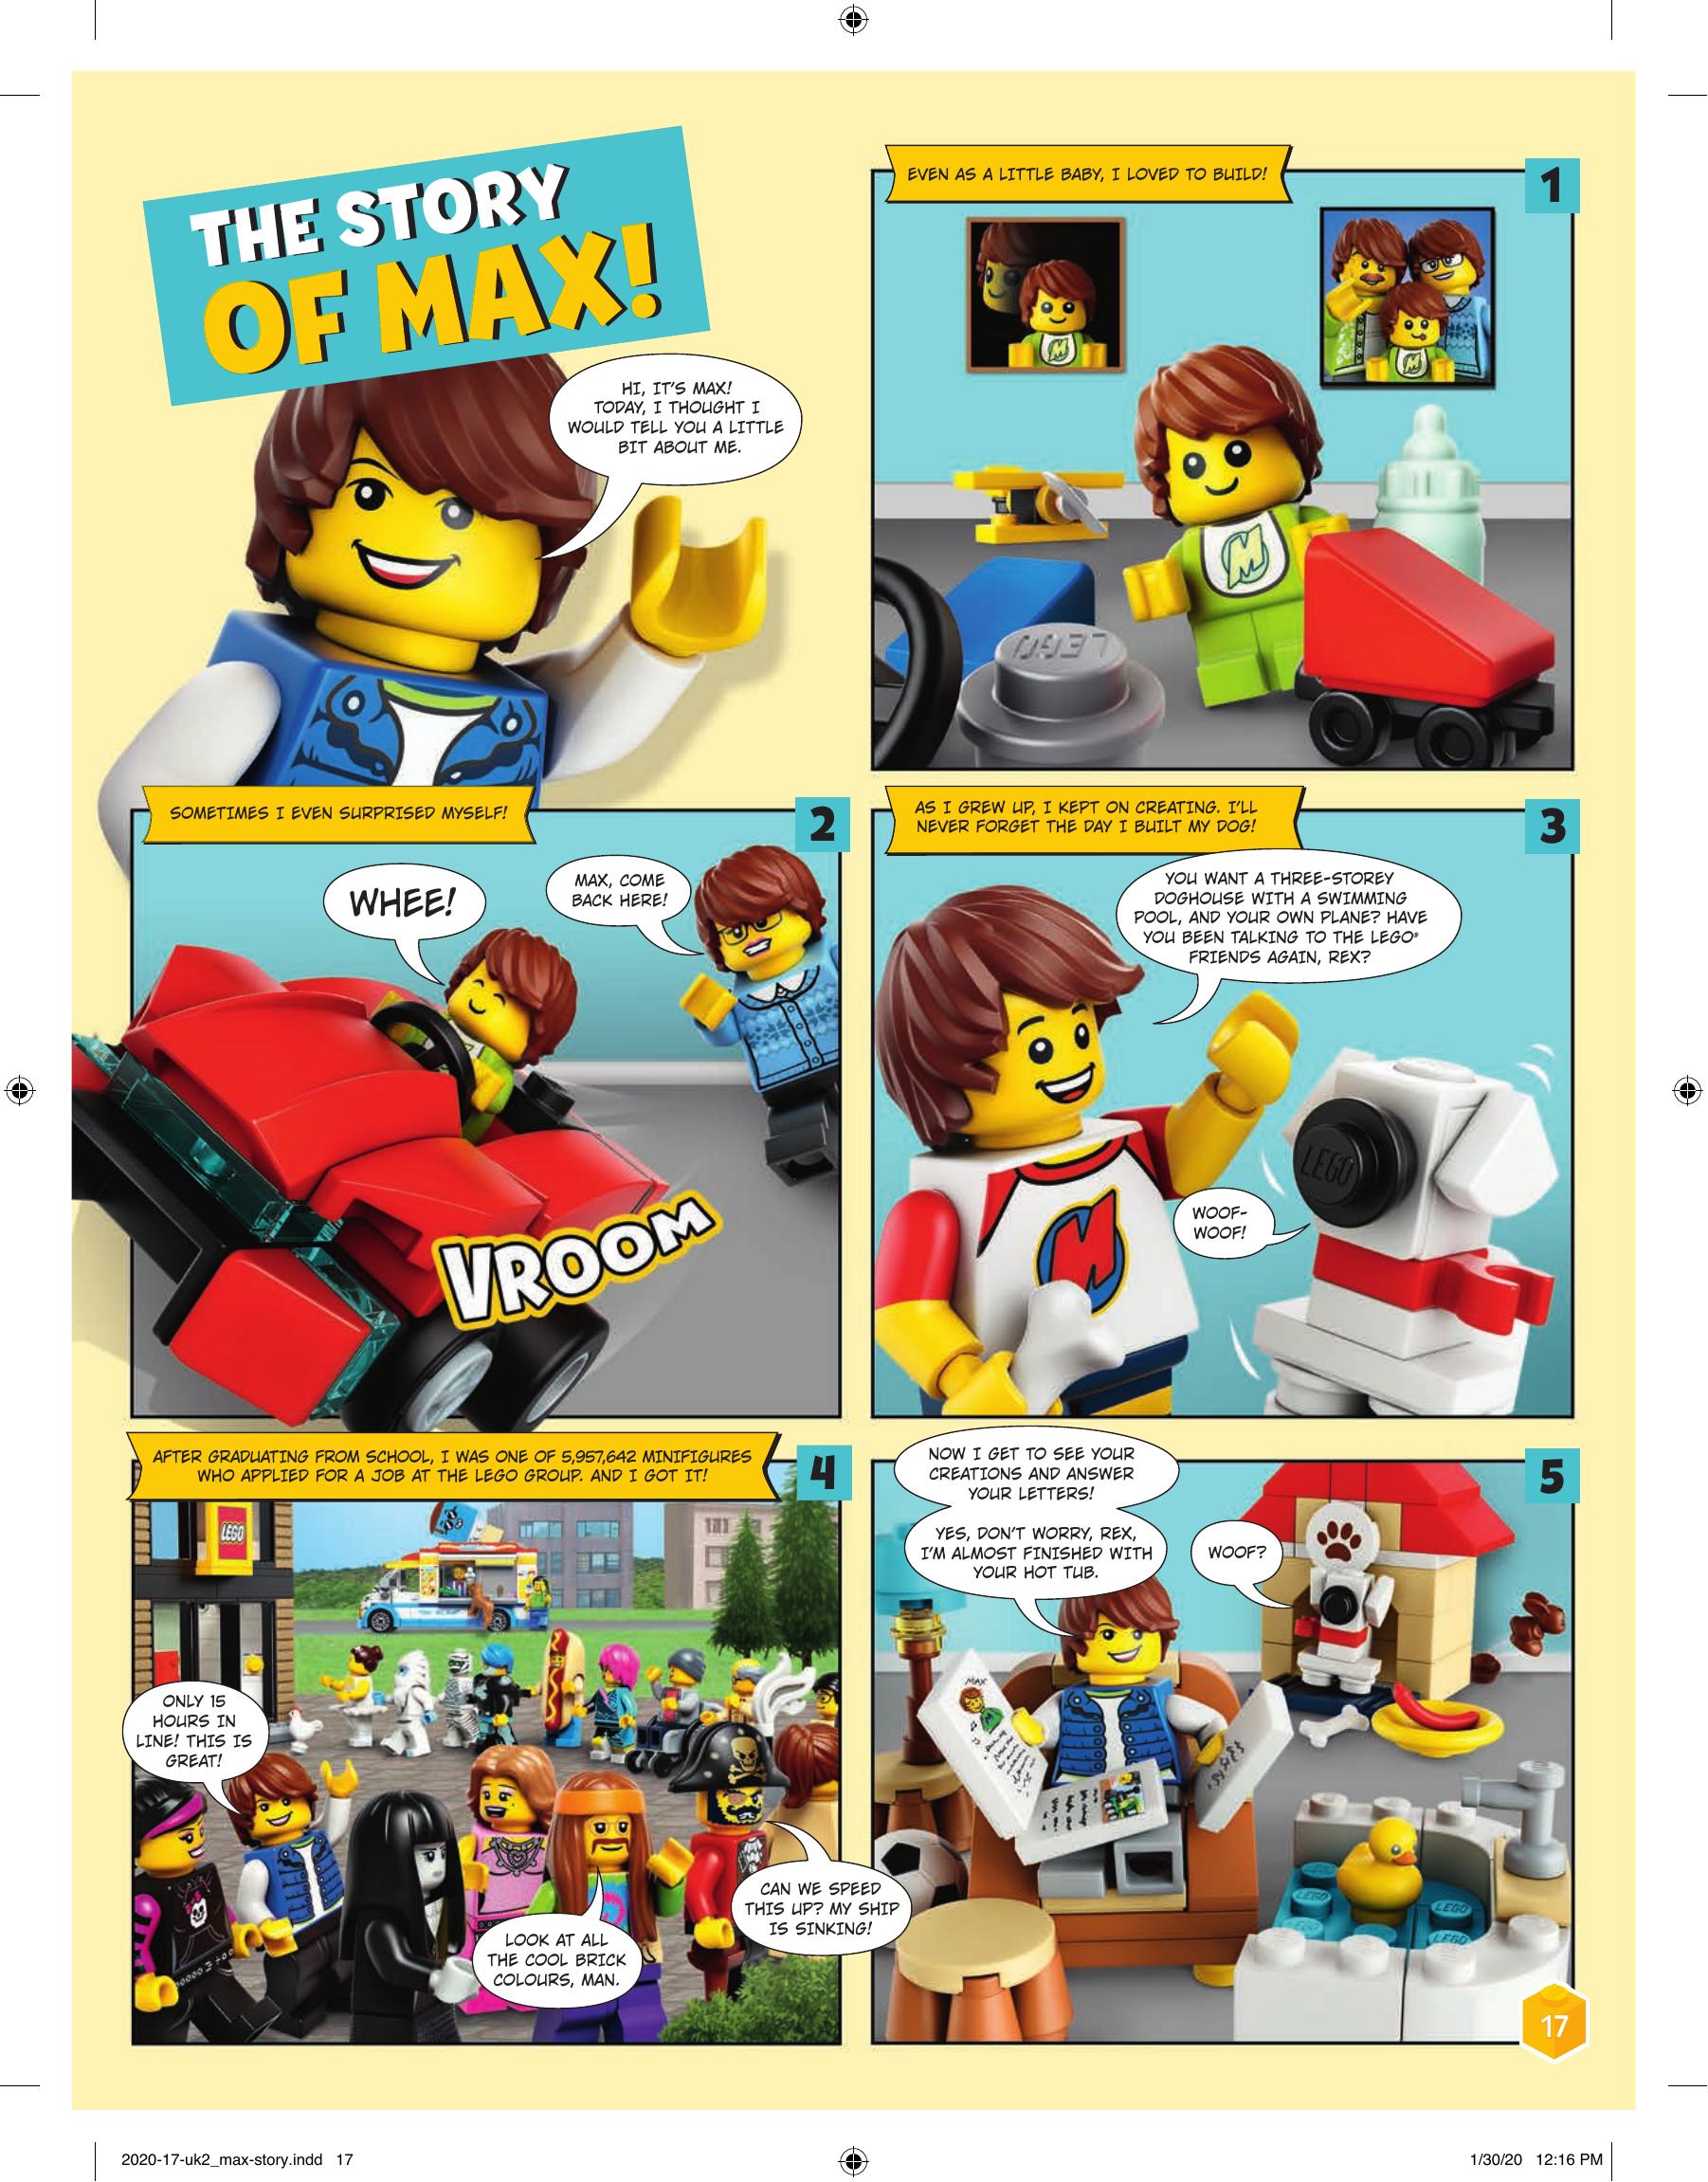 THE STORY
OF MAX!
HI, IT'S MAX!
TODAY, I THOUGHT I
WOULD TELL YOU A LITTLE
BIT ABOUT ME.
EVEN AS A LITTLE BABY, I LOVED TO BUILD!
1
M
M
M
LEGO
SOMETIMES I EVEN SURPRISED MYSELF!
2
WHEE!
MAX, COME
BACK HERE!
VROOM
AS I GREW UP, I KEPT ON CREATING. I'LL
NEVER FORGET THE DAY I BUILT MY DOG!
3
YOU WANT A THREE-STOREY
DOGHOUSE WITH A SWIMMING
POOL, AND YOUR OWN PLANE? HAVE
YOU BEEN TALKING TO THE LEGO®
FRIENDS AGAIN, REX?
LEGO
WOOF-
WOOF!
M
AFTER GRADUATING FROM SCHOOL, I WAS ONE OF 5,957,642 MINIFIGURES
WHO APPLIED FOR A JOB AT THE LEGO GROUP. AND I GOT IT!
4
LEGO
ONLY 15
HOURS IN
LINE! THIS IS
GREAT!
LOOK AT ALL
THE COOL BRICK
COLOURS, MAN.
CAN WE SPEED
THIS UP? MY SHIP
IS SINKING!
NOW I GET TO SEE YOUR
CREATIONS AND ANSWER
YOUR LETTERS!
5
YES, DON'T WORRY, REX,
I'M ALMOST FINISHED WITH
YOUR HOT TUB.
WOOF?
MAX
LEGO
LEGO
LEGO
LEGO
17
2020-17-uk2_max-story.indd 17
1/30/20 12:16 PM